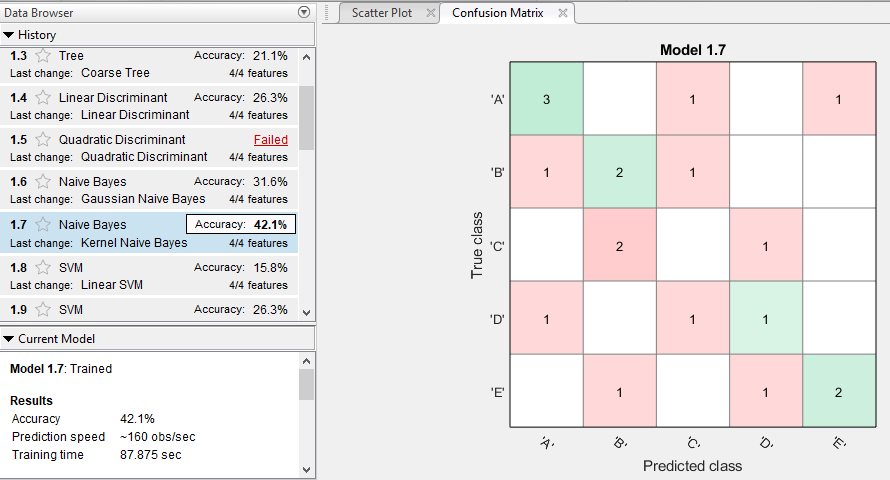 Data Browser
History
1.3 Tree Accuracy: 21.1%
Last change: Coarse Tree 4/4 features
1.4 Linear Discriminant Accuracy: 26.3%
Last change: Linear Discriminant 4/4 features
1.5 Quadratic Discriminant Failed
Last change: Quadratic Discriminant 4/4 features
1.6 Naive Bayes Accuracy: 31.6%
Last change: Gaussian Naive Bayes 4/4 features
1.7 Naive Bayes Accuracy: 42.1%
Last change: Kernel Naive Bayes 4/4 features
1.8 SVM Accuracy: 15.8%
Last change: Linear SVM 4/4 features
1.9 SVM Accuracy: 26.3%
Current Model
Model 1.7: Trained
Results
Accuracy 42.1%
Prediction speed ~160 obs/sec
Training time 87.875 sec
Scatter Plot Confusion Matrix
Model 1.7
'A' 3 1 1
'B' 1 2 1
'C' 2 1
'D' 1 1 1
'E' 1 1 2
True class
'A' 'B' 'C' 'D' 'E'
Predicted class